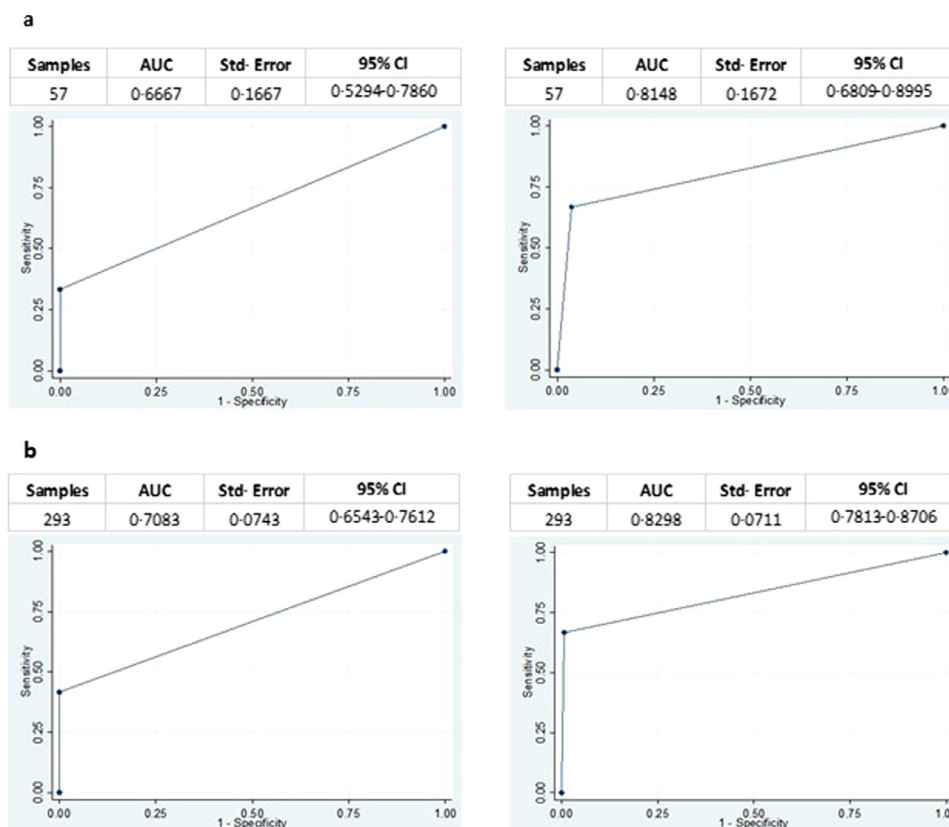 a
Samples AUC Std· Error 95% CI
57 0·6667 0·1667 0·5294-0·7860
1.00
0.75
0.50
0.25
0.00
Sensitivity
0.00 0.25 0.50 0.75 1.00
1 - Specificity
Samples AUC Std· Error 95% CI
57 0·8148 0·1672 0·6809-0·8995
1.00
0.75
0.50
0.25
0.00
Sensitivity
0.00 0.25 0.50 0.75 1.0
1 - Specificity
b
Samples AUC Std· Error 95% CI
293 0·7083 0·0743 0·6543-0·7612
1.00
0.75
0.50
0.25
0.00
Sensitivity
0.00 0.25 0.50 0.75 1.00
1 - Specificity
Samples AUC Std· Error 95% CI
293 0·8298 0·0711 0·7813-0·8706
1.00
0.75
0.50
0.25
0.00
Sensitivity
0.00 0.25 0.50 0.75 1.0
1 - Specificity